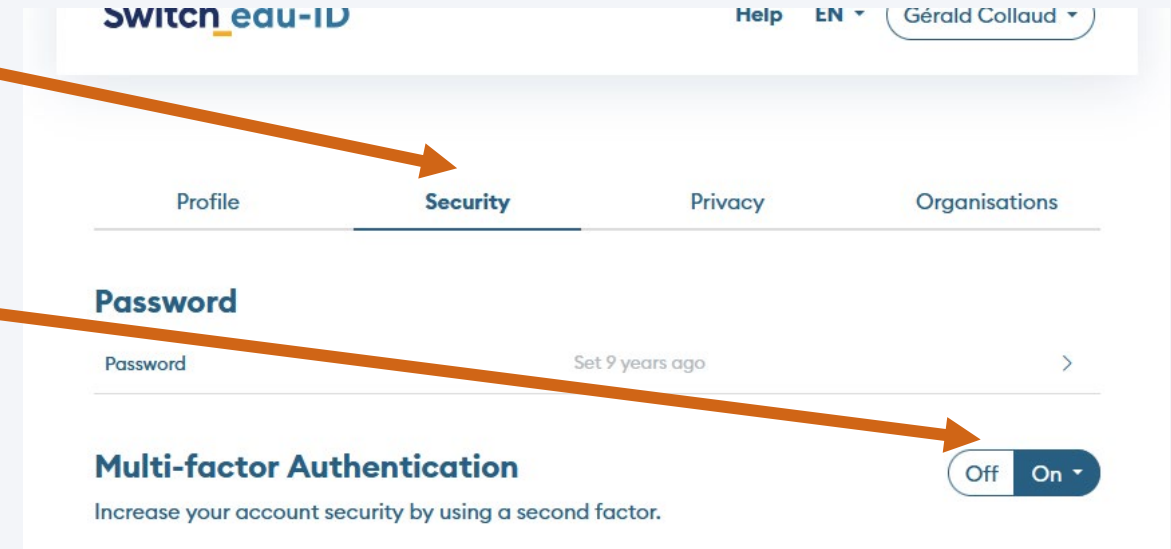 Switch edu-ID Help EN Gérald Collaud
Profile Security Privacy Organisations
Password
Password Set 9 years ago
Multi-factor Authentication Off On
Increase your account security by using a second factor.